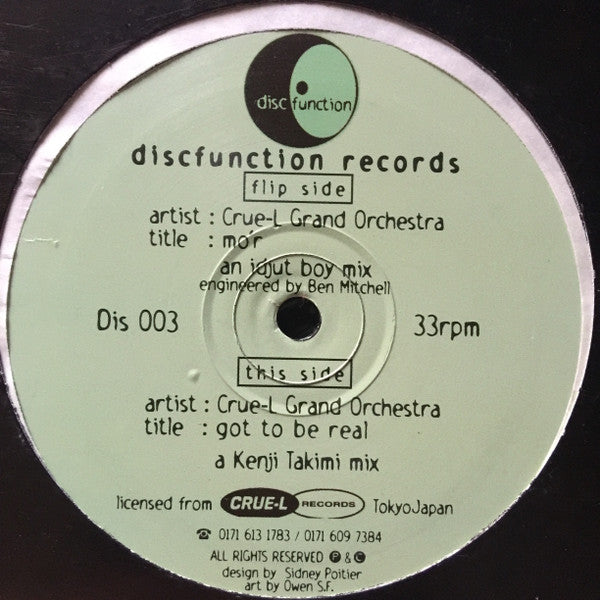 disc function
discfunction records
flip side
artist : Crue-L Grand Orchestra
title : mo'r
an idjut boy mix
engineered by Ben Mitchell
Dis 003 33rpm
this side
artist : Crue-L Grand Orchestra
title : got to be real
a Kenji Takimi mix
licensed from CRUE-L RECORDS TokyoJapan
☎ 0171 613 1783 / 0171 609 7384
ALL RIGHTS RESERVED Ⓟ & ©
design by Sidney Poitier
art by Owen S.F.